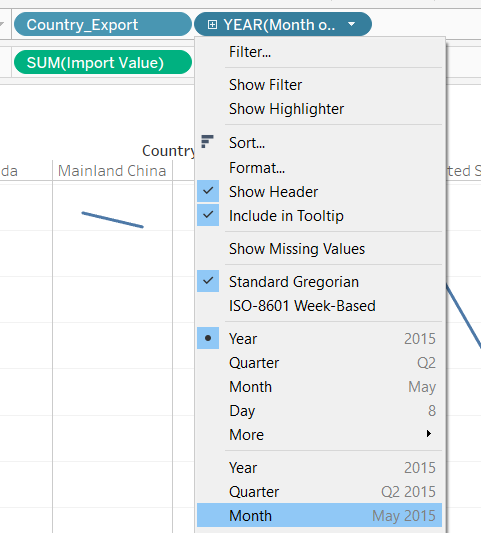 Country_Export
YEAR(Month o..
SUM(Import Value)
Filter...
Show Filter
Show Highlighter
Country
Sort...
da
Mainland China
Format...
ted S
Show Header
Include in Tooltip
Show Missing Values
Standard Gregorian
ISO-8601 Week-Based
Year 2015
Quarter Q2
Month May
Day 8
More
Year 2015
Quarter Q2 2015
Month May 2015